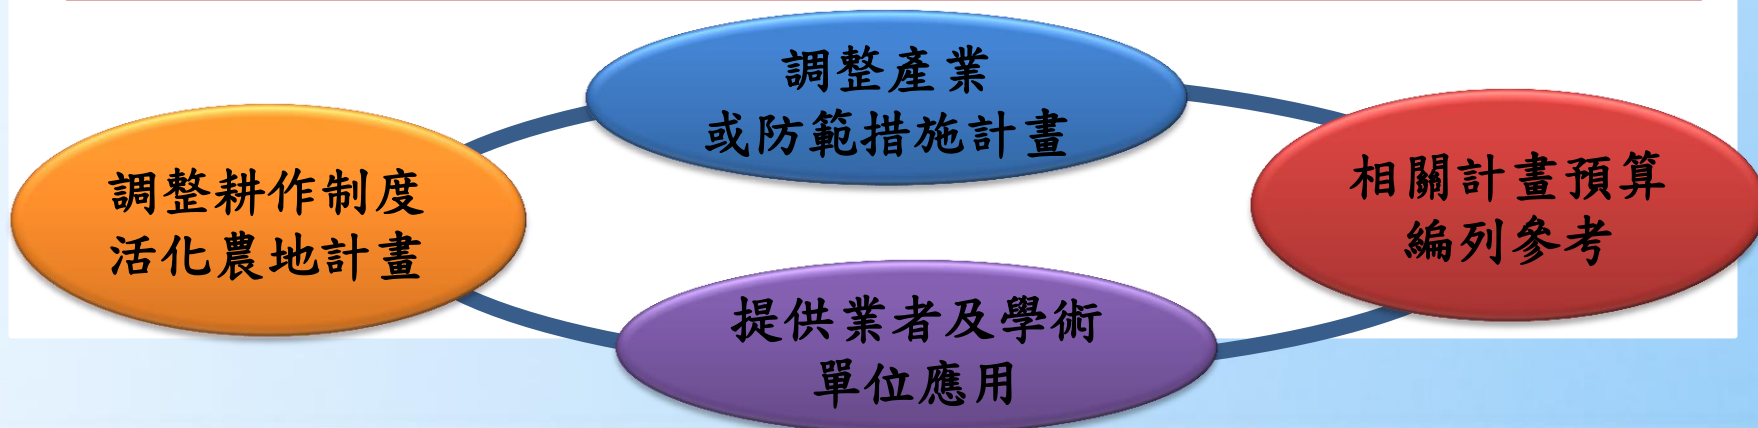 調整產業
或防範措施計畫
調整耕作制度
活化農地計畫
相關計畫預算
編列參考
提供業者及學術
單位應用